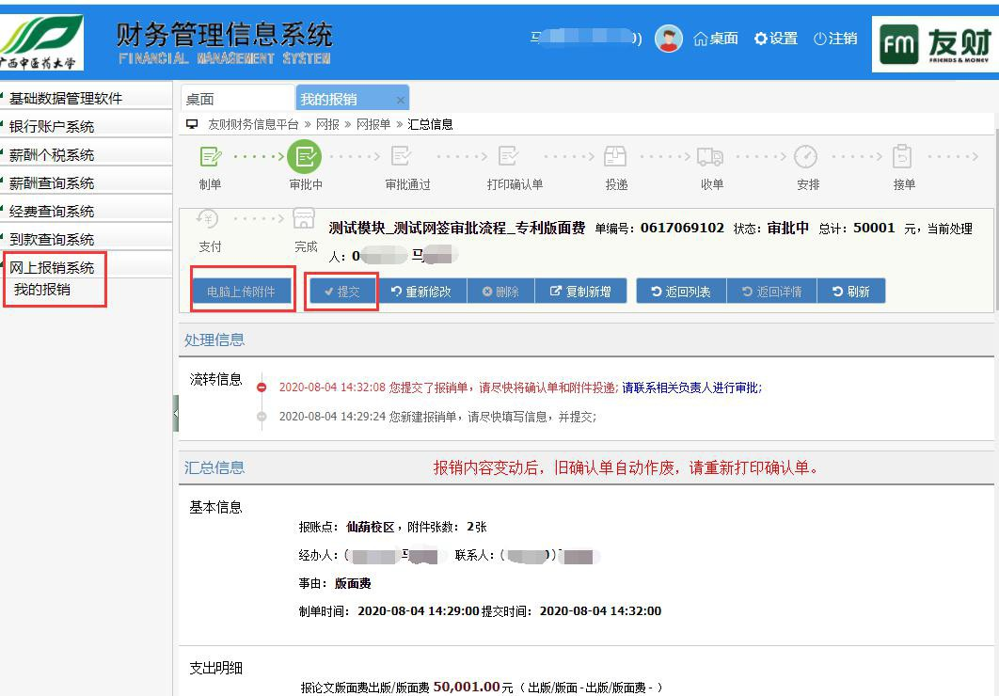 广西中医药大学
财务管理信息系统
FINANCIAL MANAGEMENT SYSTEM
马 )
桌面
设置
注销
fm 友财
FRIENDS & MONEY
基础数据管理软件
银行账户系统
薪酬个税系统
薪酬查询系统
经费查询系统
到款查询系统
网上报销系统
我的报销
桌面 我的报销 ×
友财财务信息平台 » 网报 » 网报单 » 汇总信息
制单 审批中 审批通过 打印确认单 投递 收单 安排 接单
支付 完成
测试模块_测试网签审批流程_专利版面费 单编号: 0617069102 状态: 审批中 总计: 50001 元, 当前处理
人: 0 马
电脑上传附件 提交 重新修改 删除 复制新增 返回列表 返回详情 刷新
处理信息
流转信息
2020-08-04 14:32:08 您提交了报销单, 请尽快将确认单和附件投递; 请联系相关负责人进行审批;
2020-08-04 14:29:24 您新建报销单, 请尽快填写信息, 并提交;
汇总信息 报销内容变动后，旧确认单自动作废，请重新打印确认单。
基本信息
报账点: 仙葫校区, 附件张数: 2张
经办人: ( 马 联系人: ( )
事由: 版面费
制单时间: 2020-08-04 14:29:00 提交时间: 2020-08-04 14:32:00
支出明细
报论文版面费出版/版面费 50,001.00元 ( 出版/版面 - 出版/版面费 - )